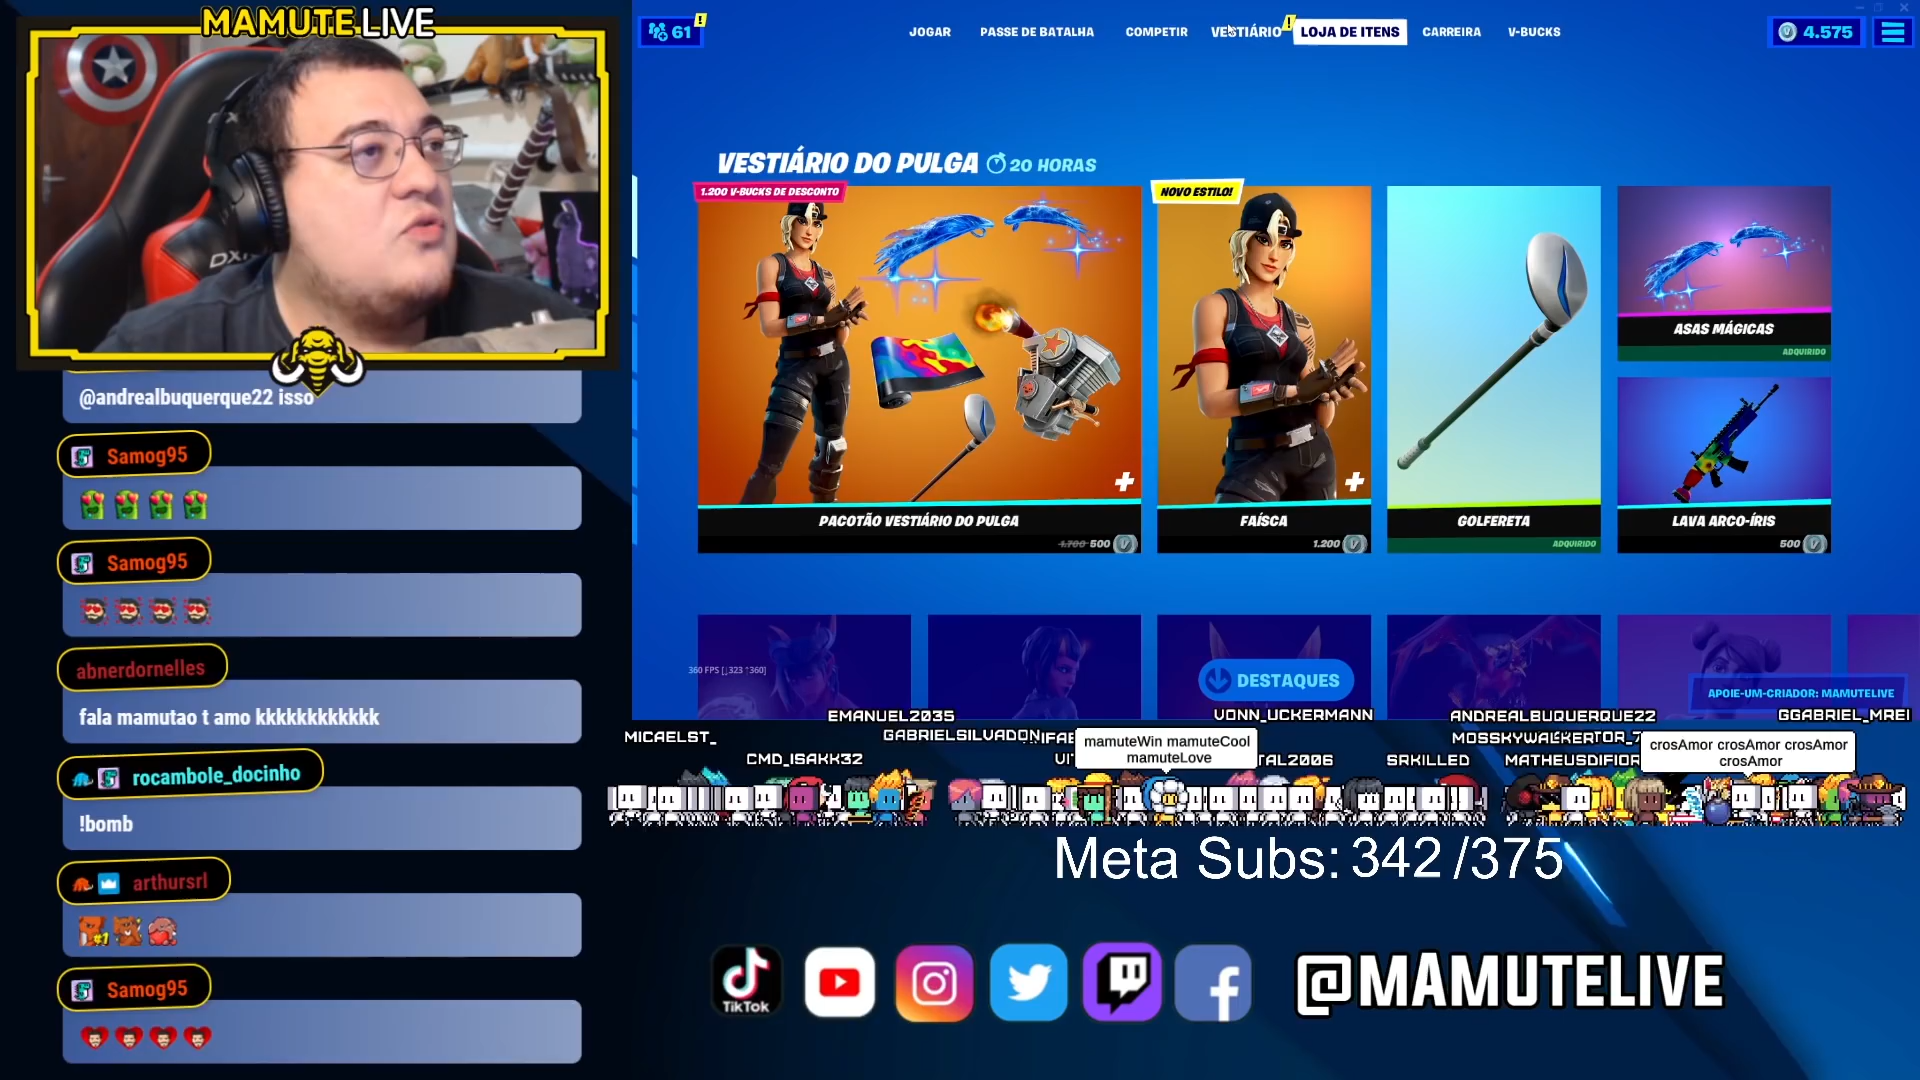 MAMUTE LIVE
@andrealbuquerque22 isso
Samog95
Samog95
abnerdornelles
fala mamutao t amo kkkkkkkkkkkk
rocambole_docinho
!bomb
arthursrl
#1
Samog95
61
!
JOGAR
PASSE DE BATALHA
COMPETIR
VESTIÁRIO
!
LOJA DE ITENS
CARREIRA
V-BUCKS
4.575
VESTIÁRIO DO PULGA 20 HORAS
1.200 V-BUCKS DE DESCONTO
PACOTÃO VESTIÁRIO DO PULGA
1.700 500
NOVO ESTILO!
FAÍSCA
1.200
GOLFERETA
ADQUIRIDO
ASAS MÁGICAS
ADQUIRIDO
LAVA ARCO-ÍRIS
500
DESTAQUES
APOIE-UM-CRIADOR: MAMUTELIVE
EMANUEL2035
VONN_UCKERMANN
ANDREALBUQUERQUE22
GGABRIEL_MREI
MICAELST_
GABRIELSILVADON
MOSSKYWALKERTOR_7
CMD_ISAKK32
mamuteWin mamuteCool
mamuteLove
TAL2006
SRKILLED
MATHEUSDIFIOR
crosAmor crosAmor crosAmor
crosAmor
Meta Subs: 342 /375
TikTok
@MAMUTELIVE